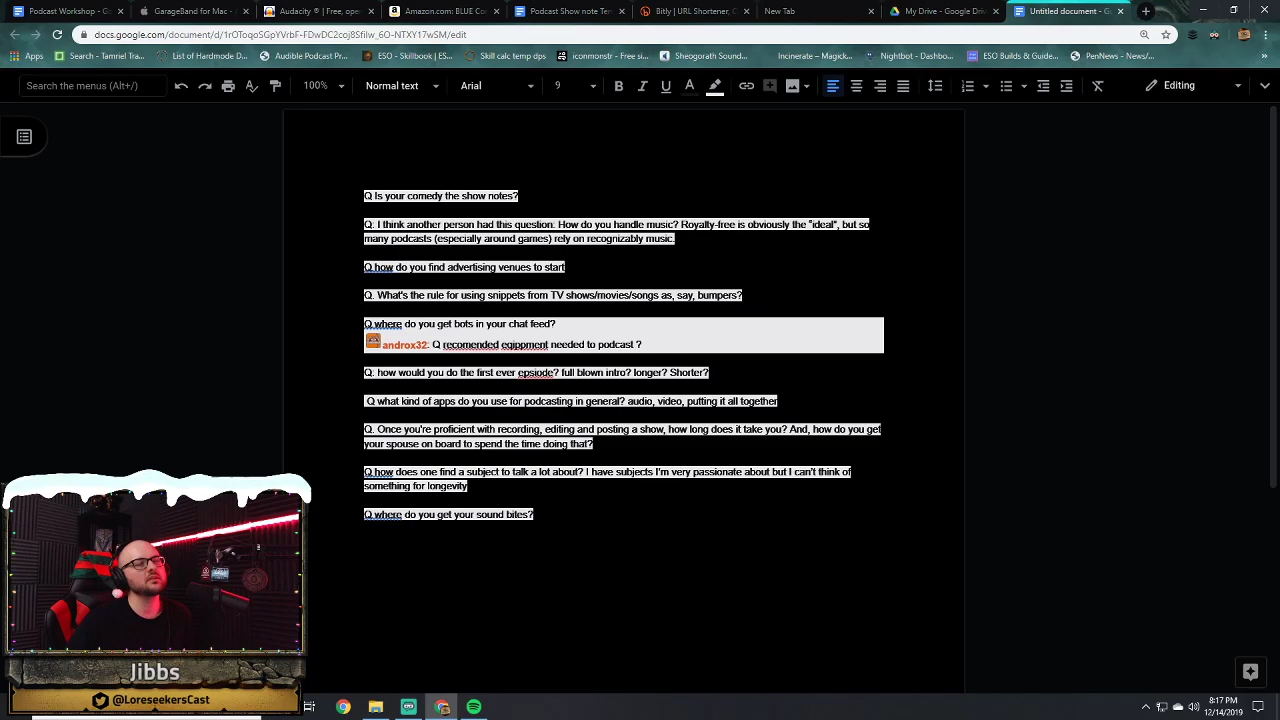 Podcast Workshop - G
GarageBand for Mac -
Audacity ® | Free, open
Amazon.com: BLUE Co
Podcast Show note Ten
Bitly | URL Shortener, C
New Tab
My Drive - Google Driv
Untitled document - G
docs.google.com/document/d/1rOToqoSGpYVrbF-FDwDC2coj8Sfilw_6O-NTXY17wSM/edit
Apps
Search - Tamriel Tra...
List of Hardmode D...
Audible Podcast Pr...
ESO - Skillbook | ES...
Skill calc temp dps
iconmonstr - Free si...
Sheogorath Sound...
Incinerate – Magick...
Nightbot - Dashbo...
ESO Builds & Guide...
PenNews - News/...
»
Search the menus (Alt+/)
100%
Normal text
Arial
9
B
I
U
A
Editing
Q Is your comedy the show notes?
Q: I think another person had this question. How do you handle music? Royalty-free is obviously the "ideal", but so
many podcasts (especially around games) rely on recognizably music.
Q how do you find advertising venues to start
Q. What's the rule for using snippets from TV shows/movies/songs as, say, bumpers?
Q where do you get bots in your chat feed?
androx32: Q recomended eqippment needed to podcast ?
Q: how would you do the first ever epsiode? full blown intro? longer? Shorter?
Q what kind of apps do you use for podcasting in general? audio, video, putting it all together
Q. Once you're proficient with recording, editing and posting a show, how long does it take you? And, how do you get
your spouse on board to spend the time doing that?
Q how does one find a subject to talk a lot about? I have subjects I'm very passionate about but I can't think of
something for longevity
Q where do you get your sound bites?
Jibbs
@LoreseekersCast
8:17 PM
12/14/2019